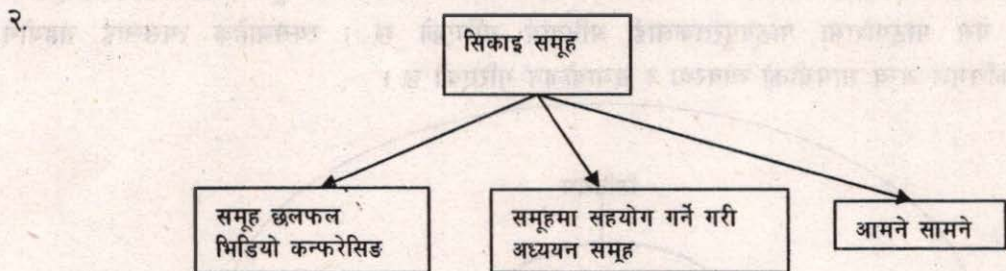 २.
सिकाइ समूह
समूह छलफल
भिडियो कन्फरेसिङ
समूहमा सहयोग गर्ने गरी
अध्ययन समूह
आमने सामने